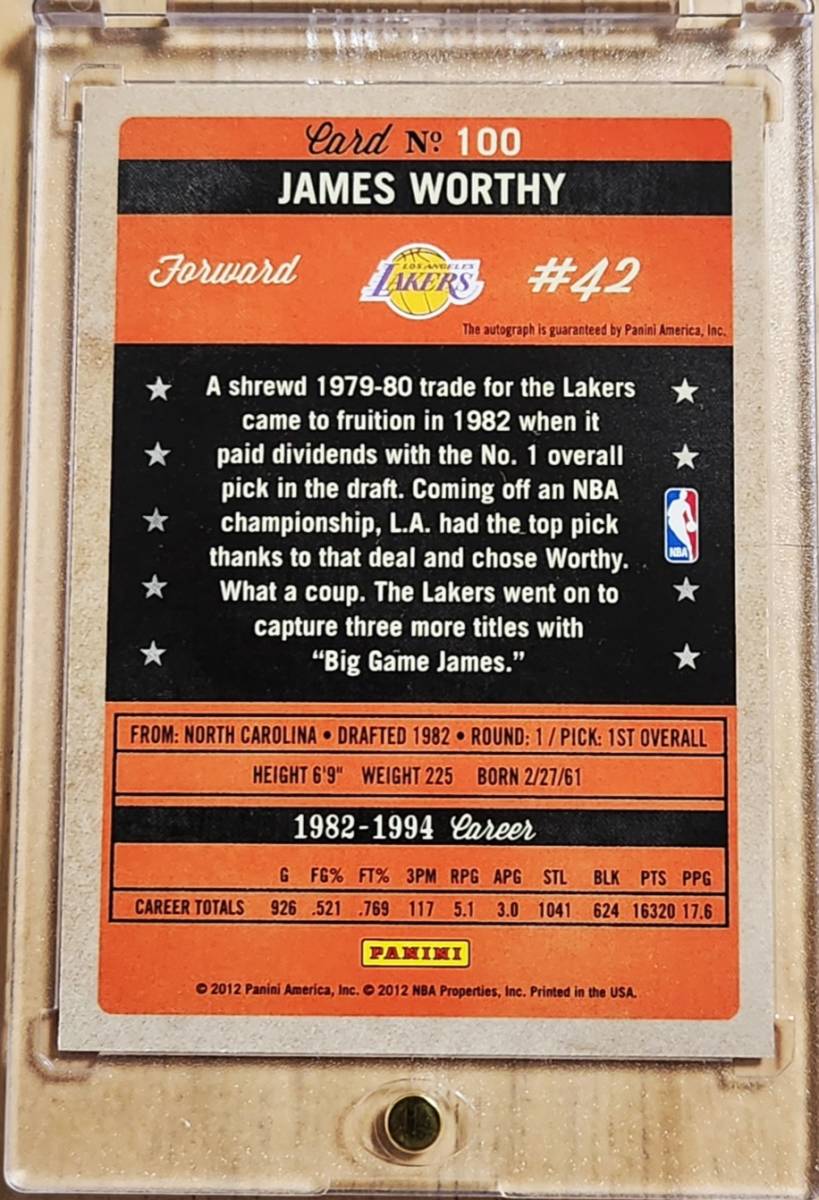 Card Nº 100
JAMES WORTHY
Forward
LOS ANGELES
LAKERS
#42
The autograph is guaranteed by Panini America, Inc.
A shrewd 1979-80 trade for the Lakers
came to fruition in 1982 when it
paid dividends with the No. 1 overall
pick in the draft. Coming off an NBA
championship, L.A. had the top pick
thanks to that deal and chose Worthy.
What a coup. The Lakers went on to
capture three more titles with
“Big Game James.”
NBA
FROM: NORTH CAROLINA • DRAFTED 1982 • ROUND: 1 / PICK: 1ST OVERALL
HEIGHT 6'9" WEIGHT 225 BORN 2/27/61
1982-1994 Career
G FG% FT% 3PM RPG APG STL BLK PTS PPG
CAREER TOTALS 926 .521 .769 117 5.1 3.0 1041 624 16320 17.6
PANINI
© 2012 Panini America, Inc. © 2012 NBA Properties, Inc. Printed in the USA.